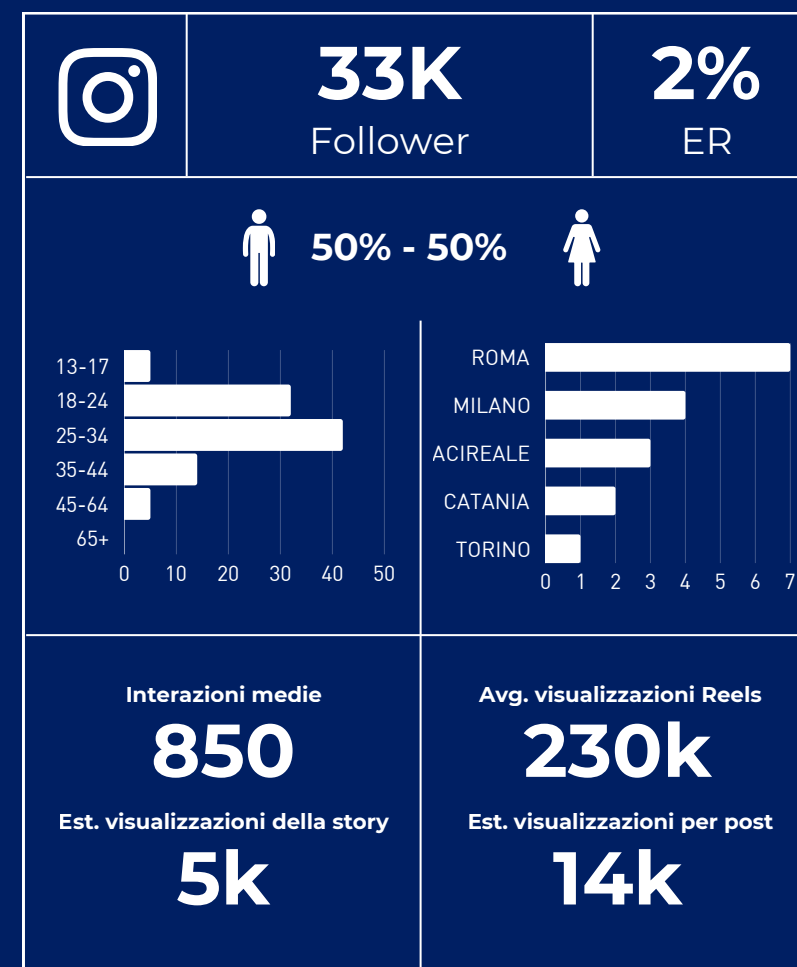 33K
Follower
2%
ER
50% - 50%
13-17
18-24
25-34
35-44
45-64
65+
0 10 20 30 40 50
ROMA
MILANO
ACIREALE
CATANIA
TORINO
0 1 2 3 4 5 6 7
Interazioni medie
850
Est. visualizzazioni della story
5k
Avg. visualizzazioni Reels
230k
Est. visualizzazioni per post
14k